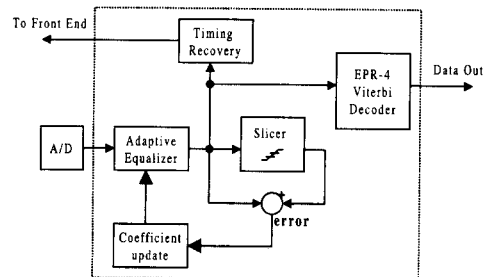 To Front End
Timing
Recovery
EPR-4
Viterbi
Decoder
Data Out
A/D
Adaptive
Equalizer
Slicer
+
error
Coefficient
update